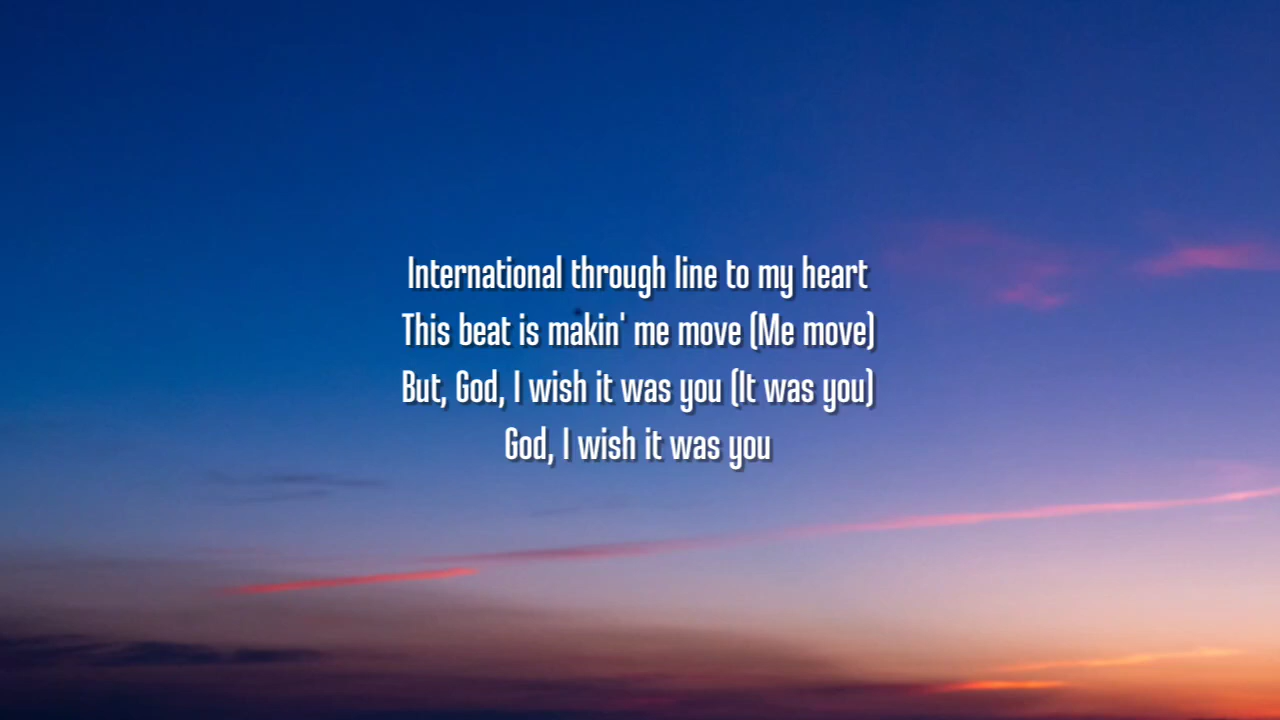 International through line to my heart
This beat is makin' me move (Me move)
But, God, I wish it was you (It was you)
God, I wish it was you